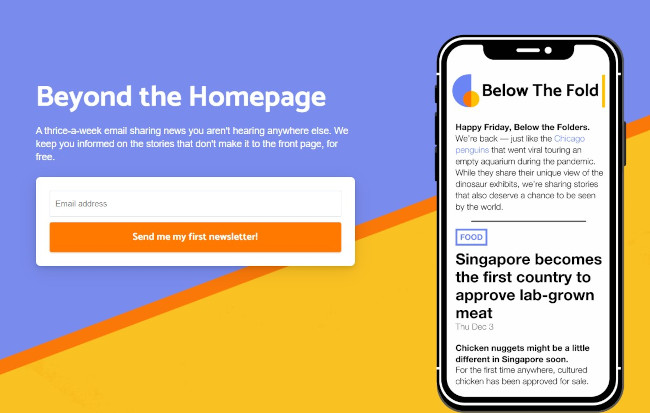 Beyond the Homepage
A thrice-a-week email sharing news you aren't hearing anywhere else. We
keep you informed on the stories that don't make it to the front page, for
free.
Email address
Send me my first newsletter!
Below The Fold
Happy Friday, Below the Folders.
We're back — just like the Chicago
penguins that went viral touring an
empty aquarium during the pandemic.
While they share their unique view of the
dinosaur exhibits, we're sharing stories
that also deserve a chance to be seen
by the world.
FOOD
Singapore becomes
the first country to
approve lab-grown
meat
Thu Dec 3
Chicken nuggets might be a little
different in Singapore soon.
For the first time anywhere, cultured
chicken has been approved for sale.